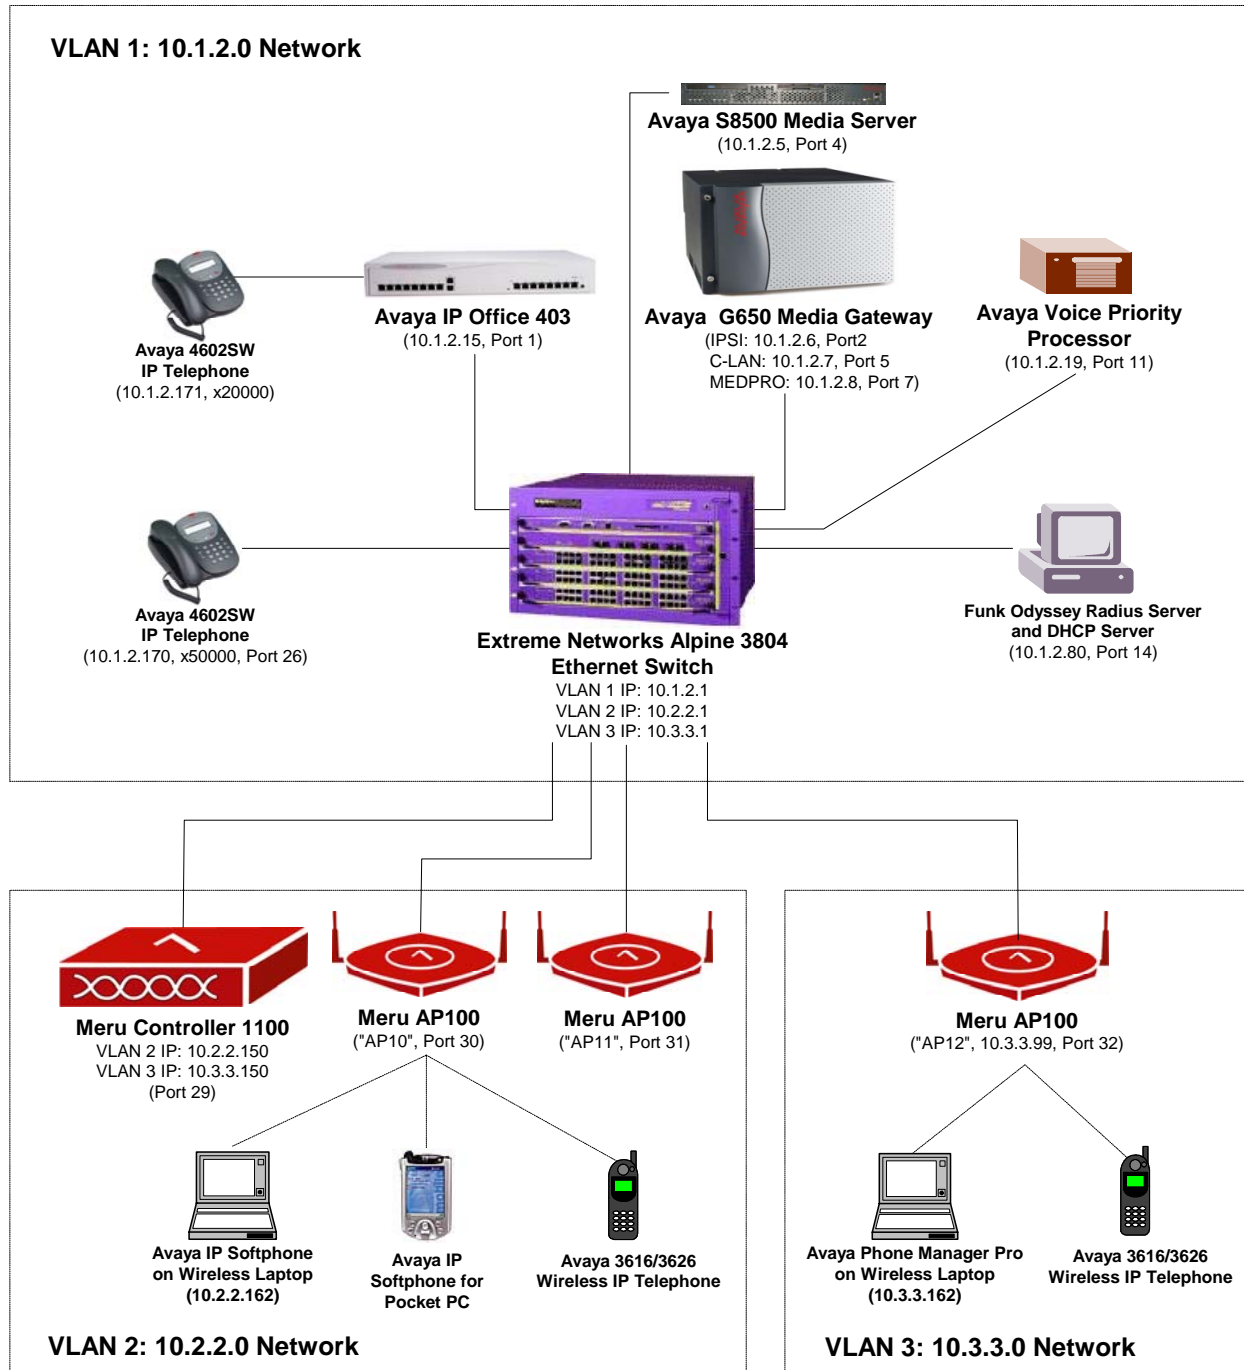 VLAN 1: 10.1.2.0 Network
Avaya S8500 Media Server
(10.1.2.5, Port 4)
Avaya IP Office 403
(10.1.2.15, Port 1)
Avaya  G650 Media Gateway
(IPSI: 10.1.2.6, Port2
C-LAN: 10.1.2.7, Port 5
MEDPRO: 10.1.2.8, Port 7)
Avaya Voice Priority
Processor
(10.1.2.19, Port 11)
Avaya 4602SW
IP Telephone
(10.1.2.171, x20000)
Avaya 4602SW
IP Telephone
(10.1.2.170, x50000, Port 26)
Funk Odyssey Radius Server
and DHCP Server
(10.1.2.80, Port 14)
Extreme Networks Alpine 3804
Ethernet Switch
VLAN 1 IP: 10.1.2.1
VLAN 2 IP: 10.2.2.1
VLAN 3 IP: 10.3.3.1
Meru Controller 1100
VLAN 2 IP: 10.2.2.150
VLAN 3 IP: 10.3.3.150
(Port 29)
Meru AP100
("AP10", Port 30)
Meru AP100
("AP11", Port 31)
Meru AP100
("AP12", 10.3.3.99, Port 32)
Avaya IP Softphone
on Wireless Laptop
(10.2.2.162)
Avaya IP
Softphone for
Pocket PC
Avaya 3616/3626
Wireless IP Telephone
Avaya Phone Manager Pro
on Wireless Laptop
(10.3.3.162)
Avaya 3616/3626
Wireless IP Telephone
VLAN 2: 10.2.2.0 Network
VLAN 3: 10.3.3.0 Network